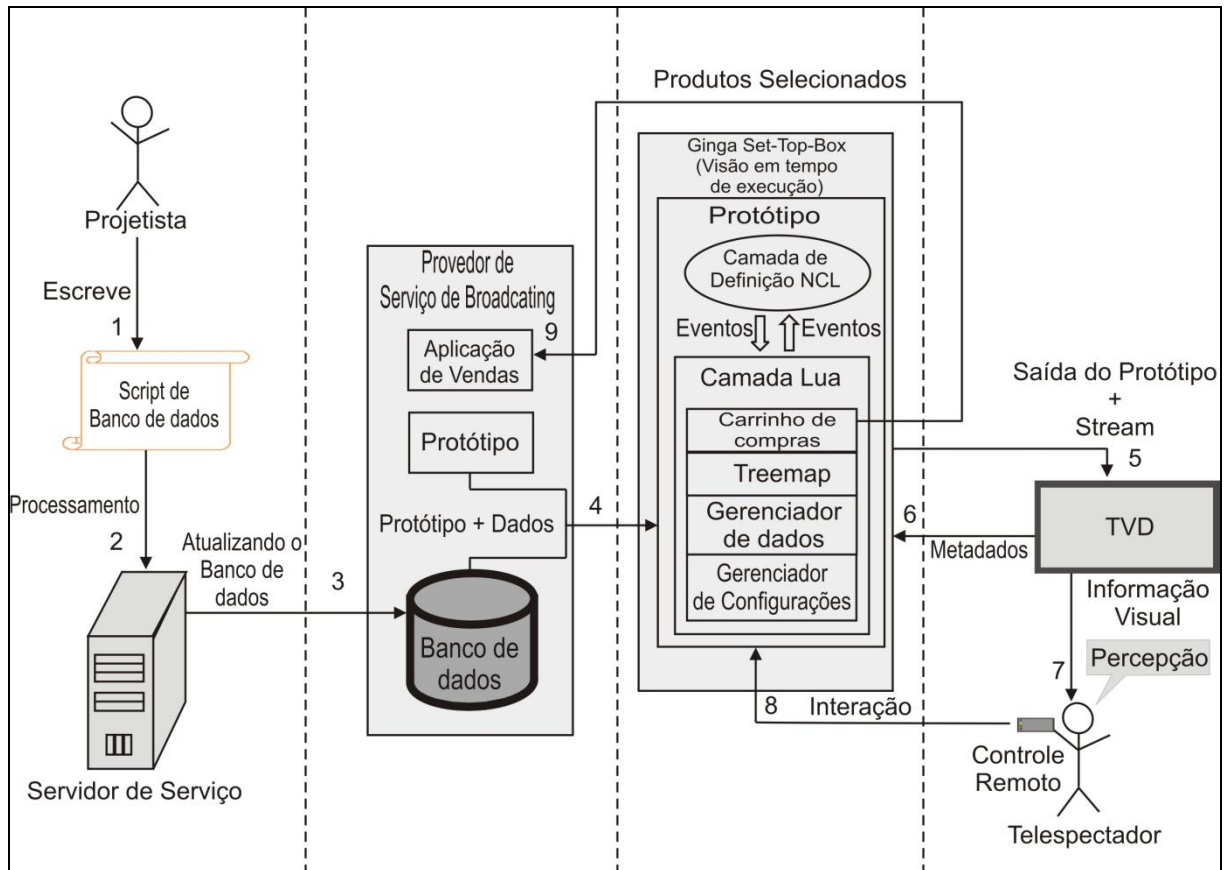 Projetista
Escreve
1
Script de
Banco de dados
Processamento
2
Servidor de Serviço
Atualizando o
Banco de
dados
3
Provedor de
Serviço de Broadcating
Aplicação
de Vendas
9
Protótipo
Protótipo + Dados
4
Banco de
dados
Produtos Selecionados
Ginga Set-Top-Box
(Visão em tempo
de execução)
Protótipo
Camada de
Definição NCL
Eventos
Eventos
Camada Lua
Carrinho de
compras
Treemap
Gerenciador
de dados
Gerenciador
de Configurações
8
Interação
Saída do Protótipo
+
Stream
5
6
Metadados
TVD
Informação
Visual
7
Percepção
Controle
Remoto
Telespectador